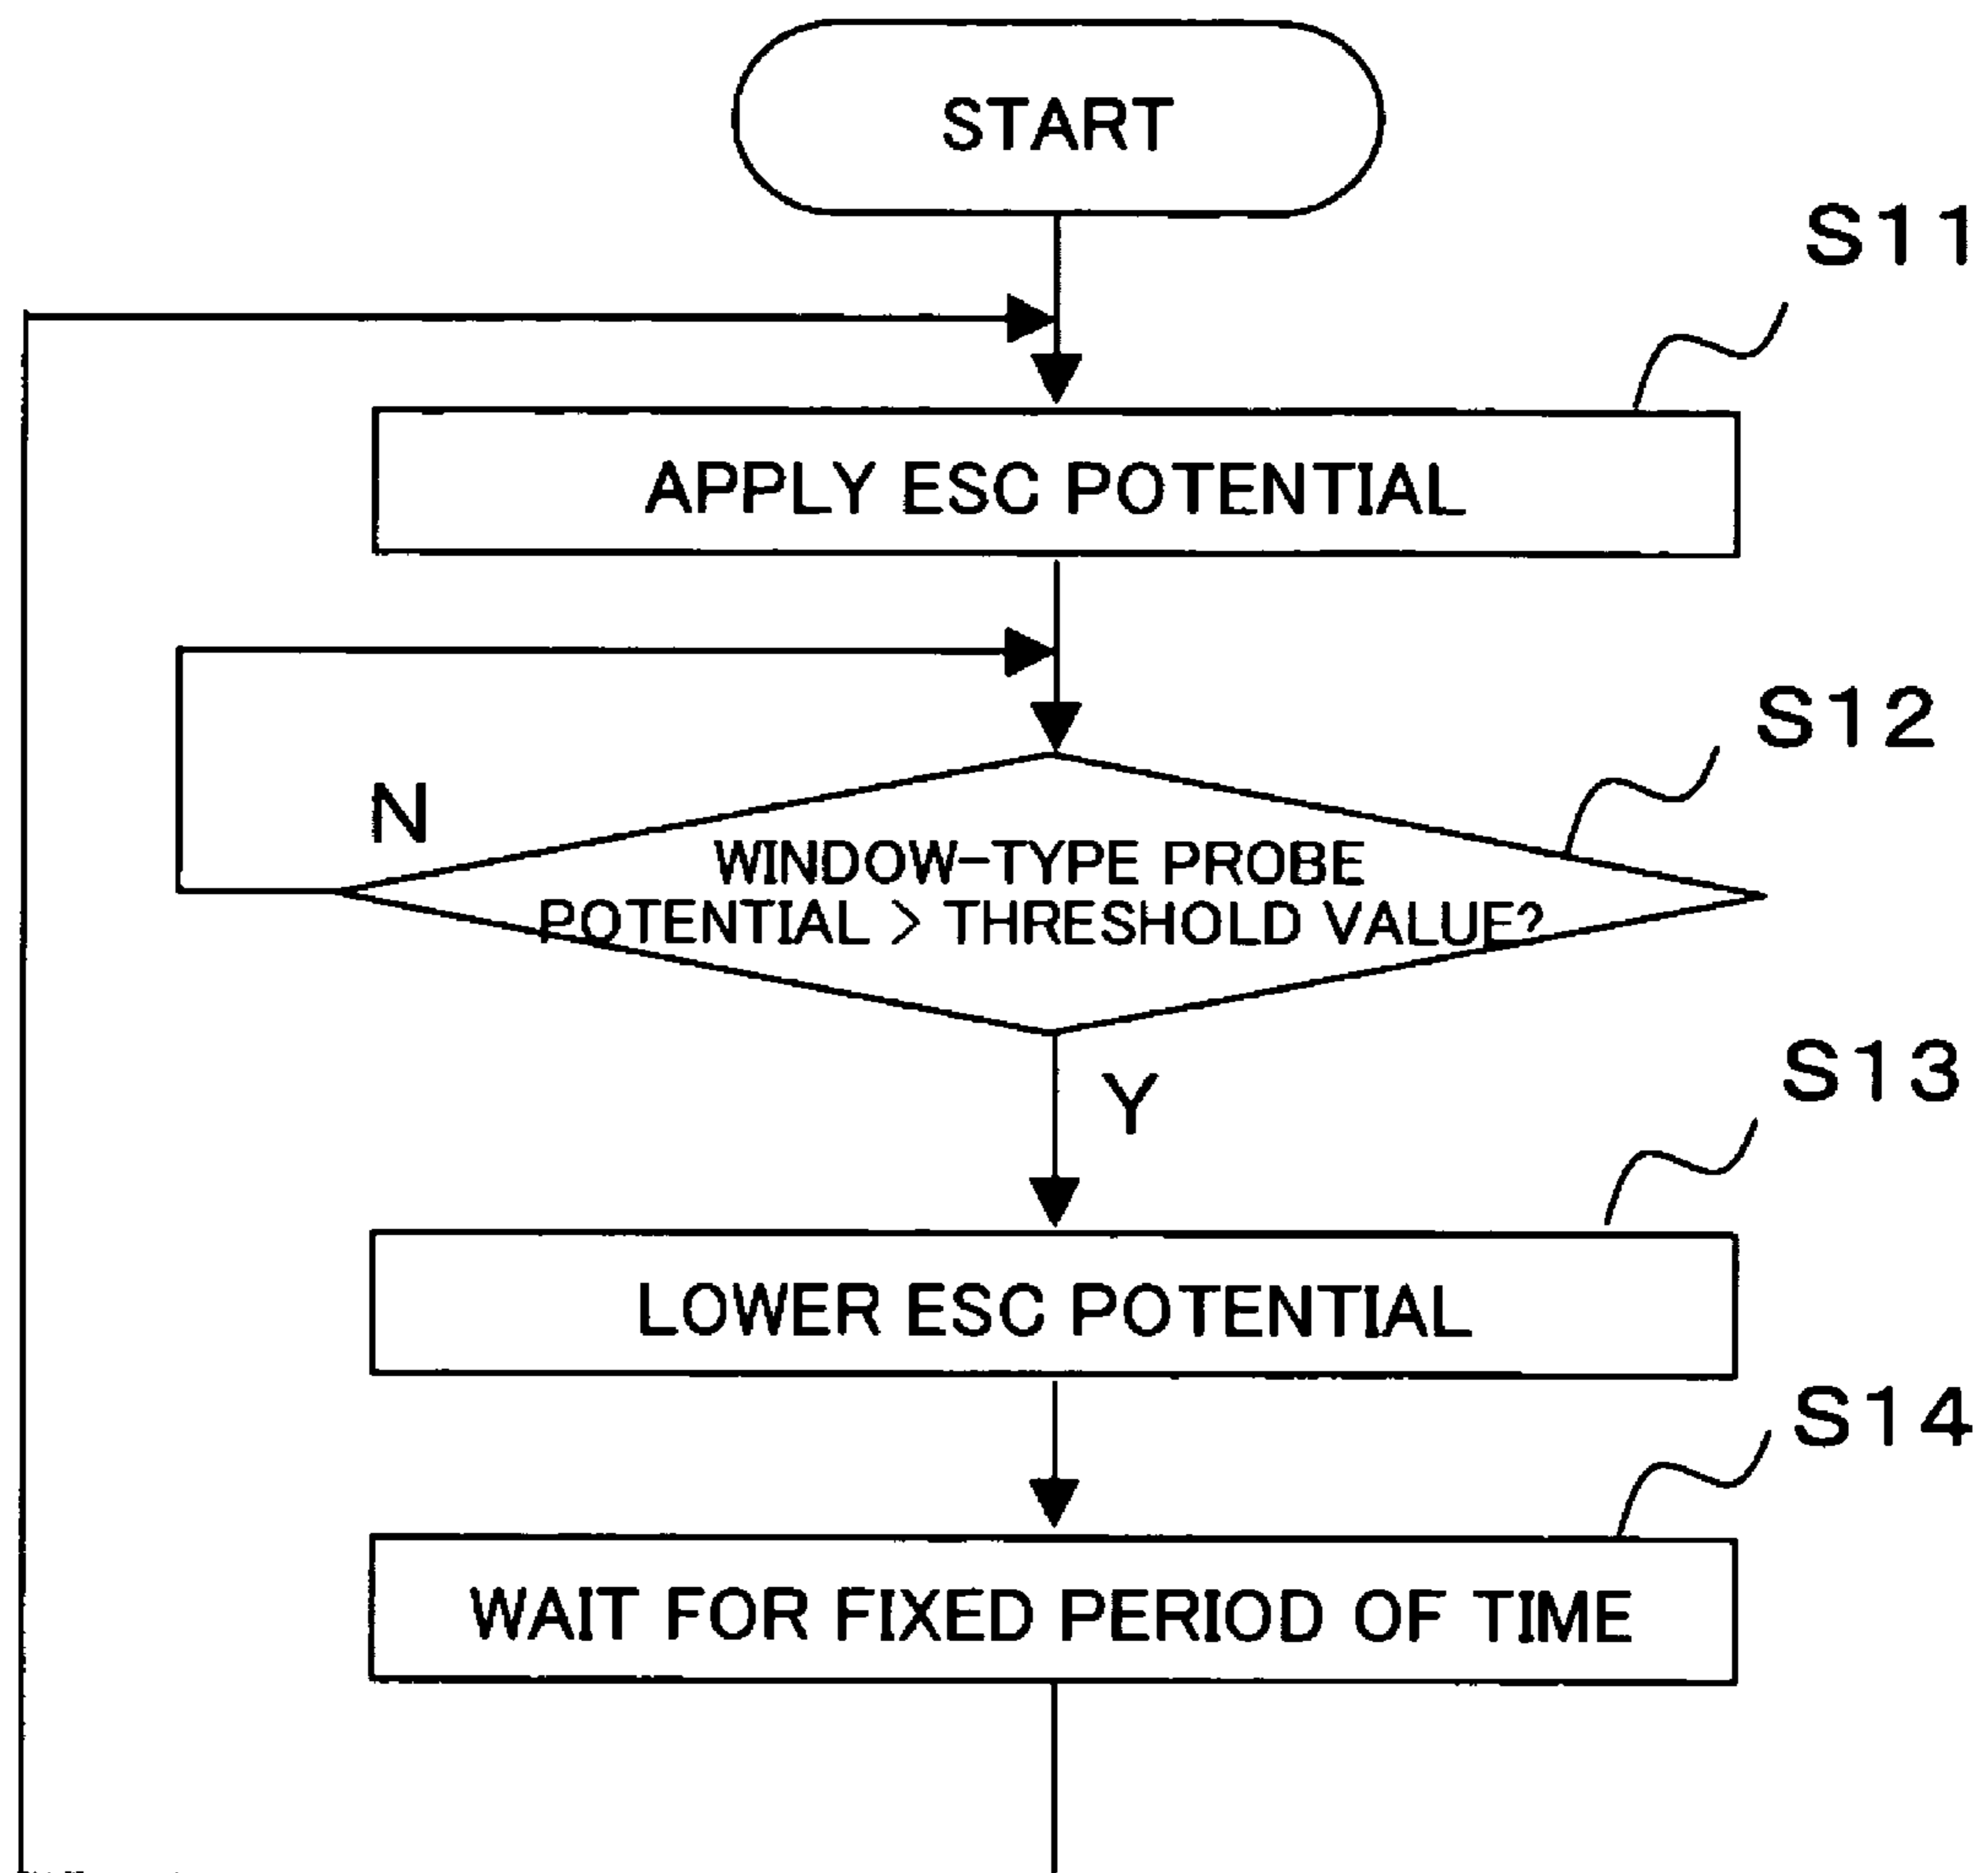 START
S11
APPLY ESC POTENTIAL
S12
N
WINDOW-TYPE PROBE
POTENTIAL > THRESHOLD VALUE?
Y
S13
LOWER ESC POTENTIAL
S14
WAIT FOR FIXED PERIOD OF TIME